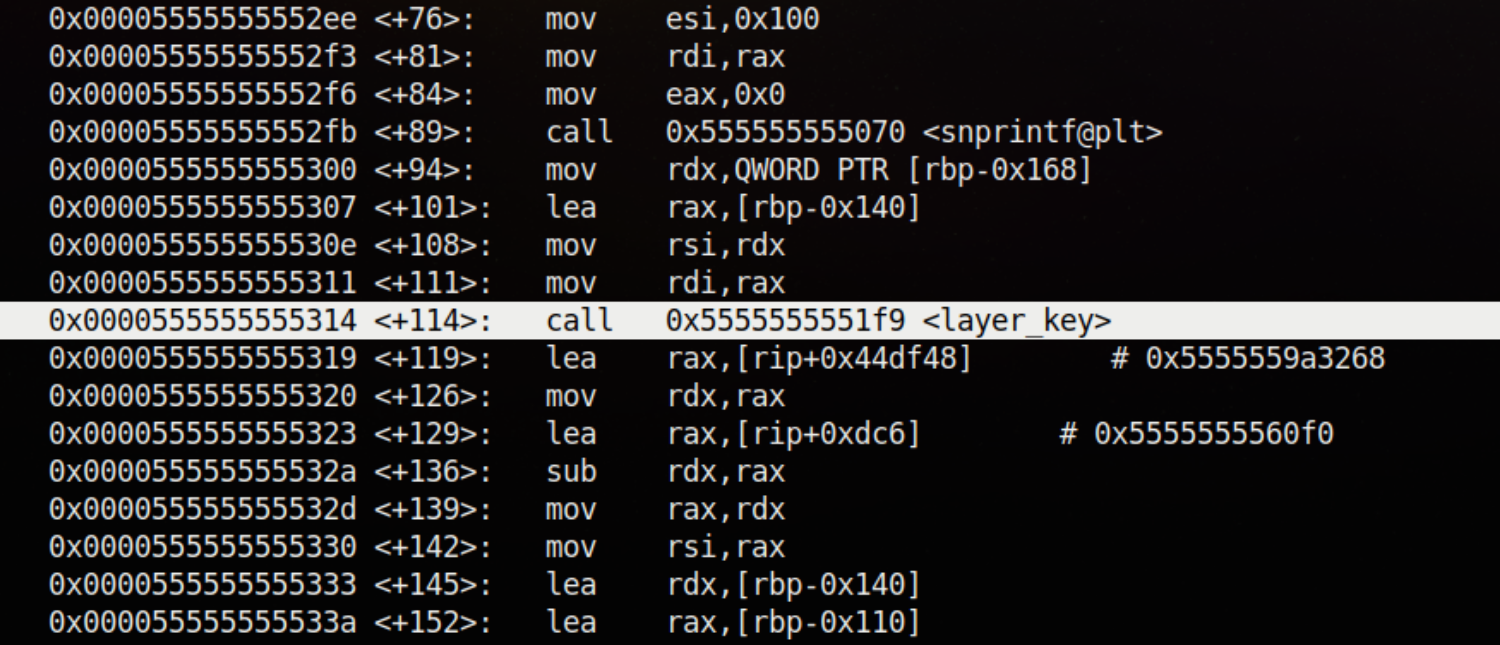 0x00005555555552ee <+76>: mov esi,0x100
0x00005555555552f3 <+81>: mov rdi,rax
0x00005555555552f6 <+84>: mov eax,0x0
0x00005555555552fb <+89>: call 0x555555555070 <snprintf@plt>
0x0000555555555300 <+94>: mov rdx,QWORD PTR [rbp-0x168]
0x0000555555555307 <+101>: lea rax,[rbp-0x140]
0x000055555555530e <+108>: mov rsi,rdx
0x0000555555555311 <+111>: mov rdi,rax
0x0000555555555314 <+114>: call 0x5555555551f9 <layer_key>
0x0000555555555319 <+119>: lea rax,[rip+0x44df48] # 0x5555559a3268
0x0000555555555320 <+126>: mov rdx,rax
0x0000555555555323 <+129>: lea rax,[rip+0xdc6] # 0x5555555560f0
0x000055555555532a <+136>: sub rdx,rax
0x000055555555532d <+139>: mov rax,rdx
0x0000555555555330 <+142>: mov rsi,rax
0x0000555555555333 <+145>: lea rdx,[rbp-0x140]
0x000055555555533a <+152>: lea rax,[rbp-0x110]